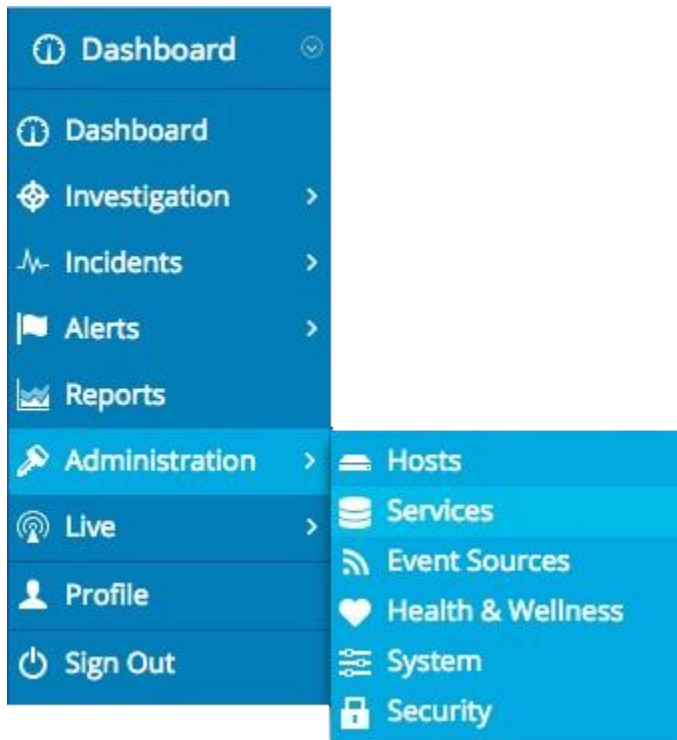 Dashboard
Dashboard
Investigation
Incidents
Alerts
Reports
Administration
Live
Profile
Sign Out
Hosts
Services
Event Sources
Health & Wellness
System
Security